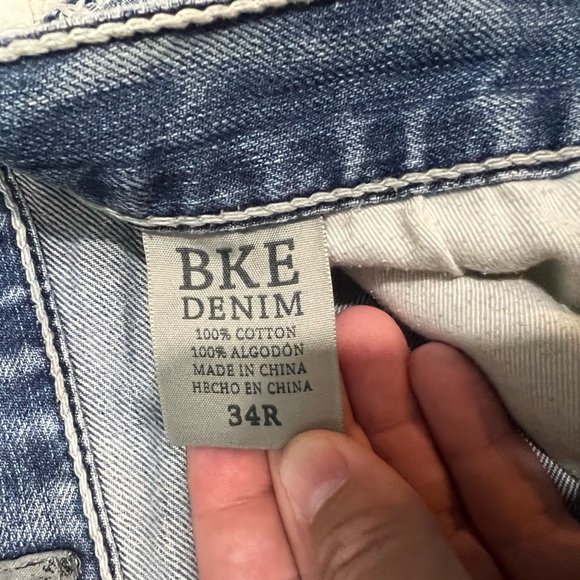 BKE
DENIM
100% COTTON
100% ALGODÓN
MADE IN CHINA
HECHO EN CHINA
34R